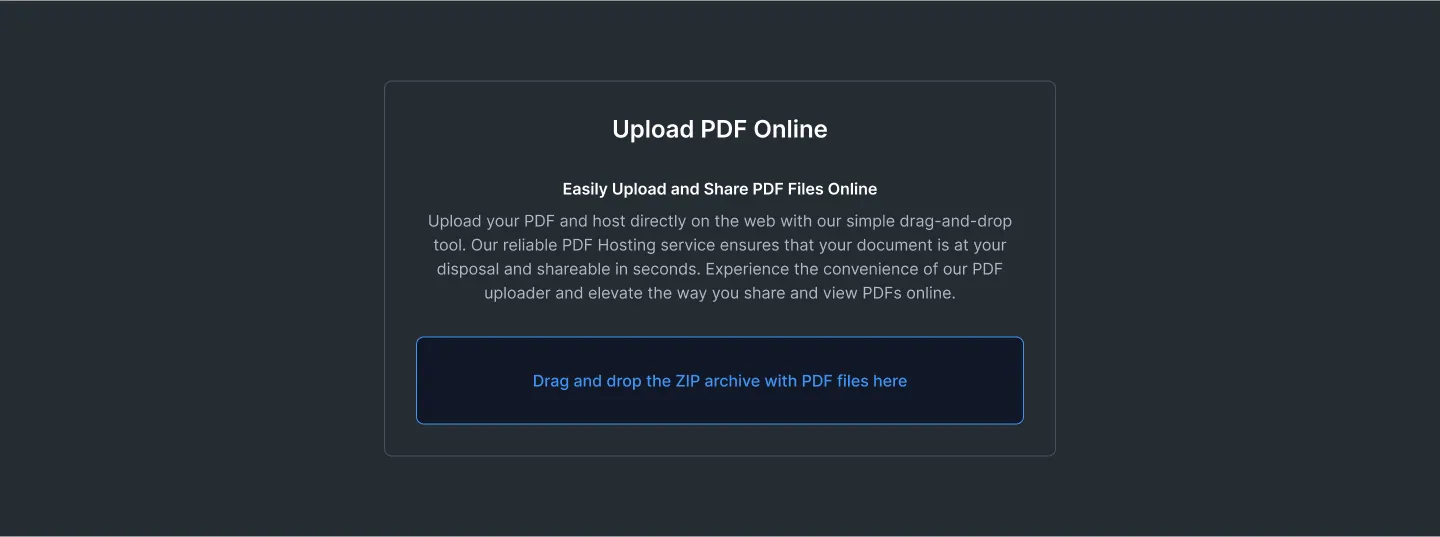 Upload PDF Online
Easily Upload and Share PDF Files Online
Upload your PDF and host directly on the web with our simple drag-and-drop
tool. Our reliable PDF Hosting service ensures that your document is at your
disposal and shareable in seconds. Experience the convenience of our PDF
uploader and elevate the way you share and view PDFs online.
Drag and drop the ZIP archive with PDF files here